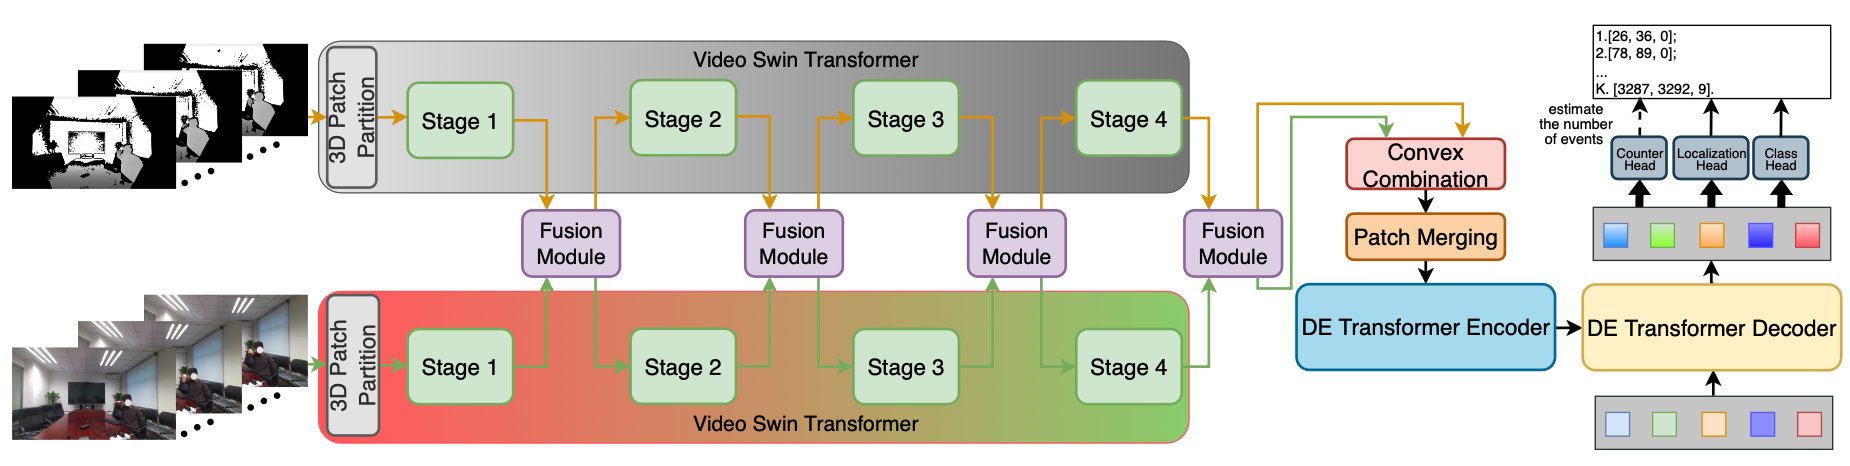 Video Swin Transformer
3D Patch
Partition
Stage 1
Stage 2
Stage 3
Stage 4
Fusion
Module
Fusion
Module
Fusion
Module
Fusion
Module
3D Patch
Partition
Stage 1
Stage 2
Stage 3
Stage 4
Video Swin Transformer
Convex
Combination
Patch Merging
DE Transformer Encoder
DE Transformer Decoder
1.[26, 36, 0];
2.[78, 89, 0];
...
K. [3287, 3292, 9].
estimate
the number
of events
Counter
Head
Localization
Head
Class
Head